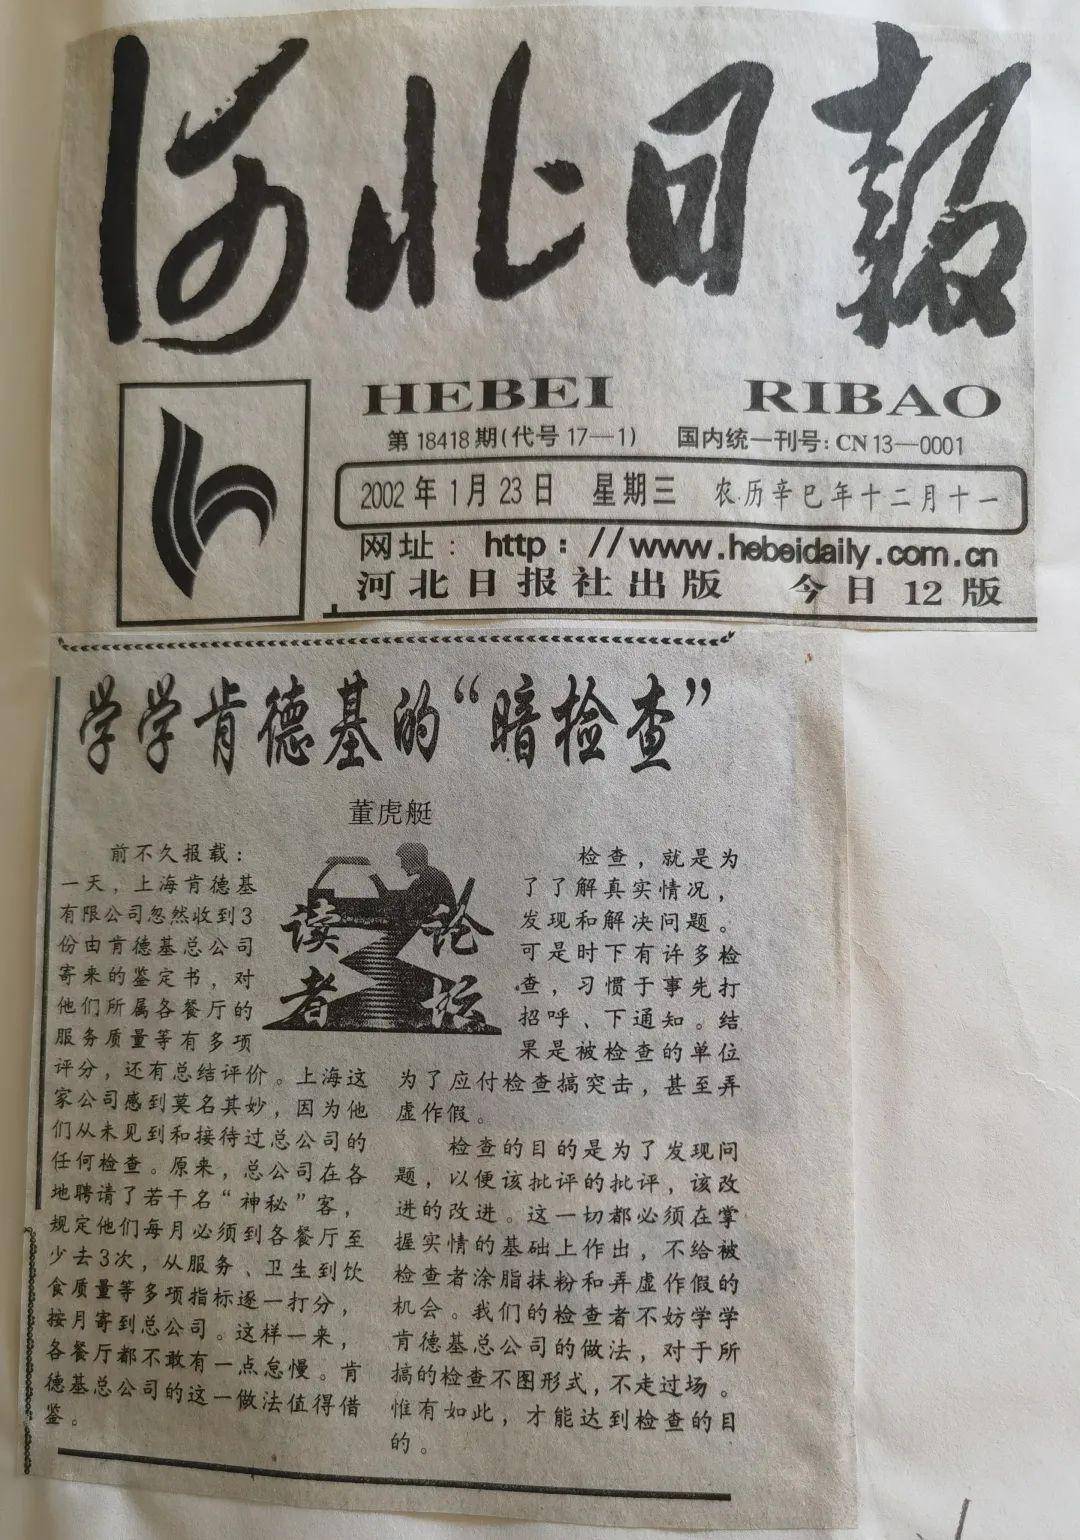 河北日报
HEBEI RIBAO
第18418期(代号17—1) 国内统一刊号:CN 13—0001
2002年1月23日 星期三 农历辛巳年十二月十一
网址：http：//www.hebeidaily.com.cn
河北日报社出版 今日12版
学学肯德基的“暗检查”
董虎艇
读者论坛
前不久报载：
一天，上海肯德基
有限公司忽然收到3
份由肯德基总公司
寄来的鉴定书，对
他们所属各餐厅的
服务质量等有多项
评分，还有总结评价。上海这
家公司感到莫名其妙，因为他
们从未见到和接待过总公司的
任何检查。原来，总公司在各
地聘请了若干名“神秘”客，
规定他们每月必须到各餐厅至
少去3次，从服务、卫生到饮
食质量等多项指标逐一打分，
按月寄到总公司。这样一来，
各餐厅都不敢有一点怠慢。肯
德基总公司的这一做法值得借
鉴。
检查，就是为
了了解真实情况，
发现和解决问题。
可是时下有许多检
查，习惯于事先打
招呼、下通知。结
果是被检查的单位
为了应付检查搞突击，甚至弄
虚作假。
检查的目的是为了发现问
题，以便该批评的批评，该改
进的改进。这一切都必须在掌
握实情的基础上作出，不给被
检查者涂脂抹粉和弄虚作假的
机会。我们的检查者不妨学学
肯德基总公司的做法，对于所
搞的检查不图形式，不走过场。
惟有如此，才能达到检查的目
的。